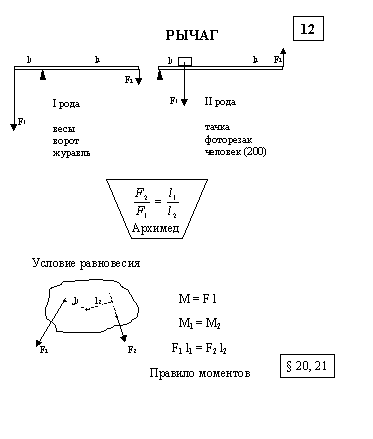 РЫЧАГ
12
l₁ l₂ F₂
F₁
I рода
весы
ворот
журавль
l₁ l₂ F₂
F₁
II рода
тачка
фоторезак
человек (200)
F₂/F₁ = l₁/l₂
Архимед
Условие равновесия
l₁ l₂
F₁ F₂
M = F l
M₁ = M₂
F₁ l₁ = F₂ l₂
Правило моментов
§ 20, 21